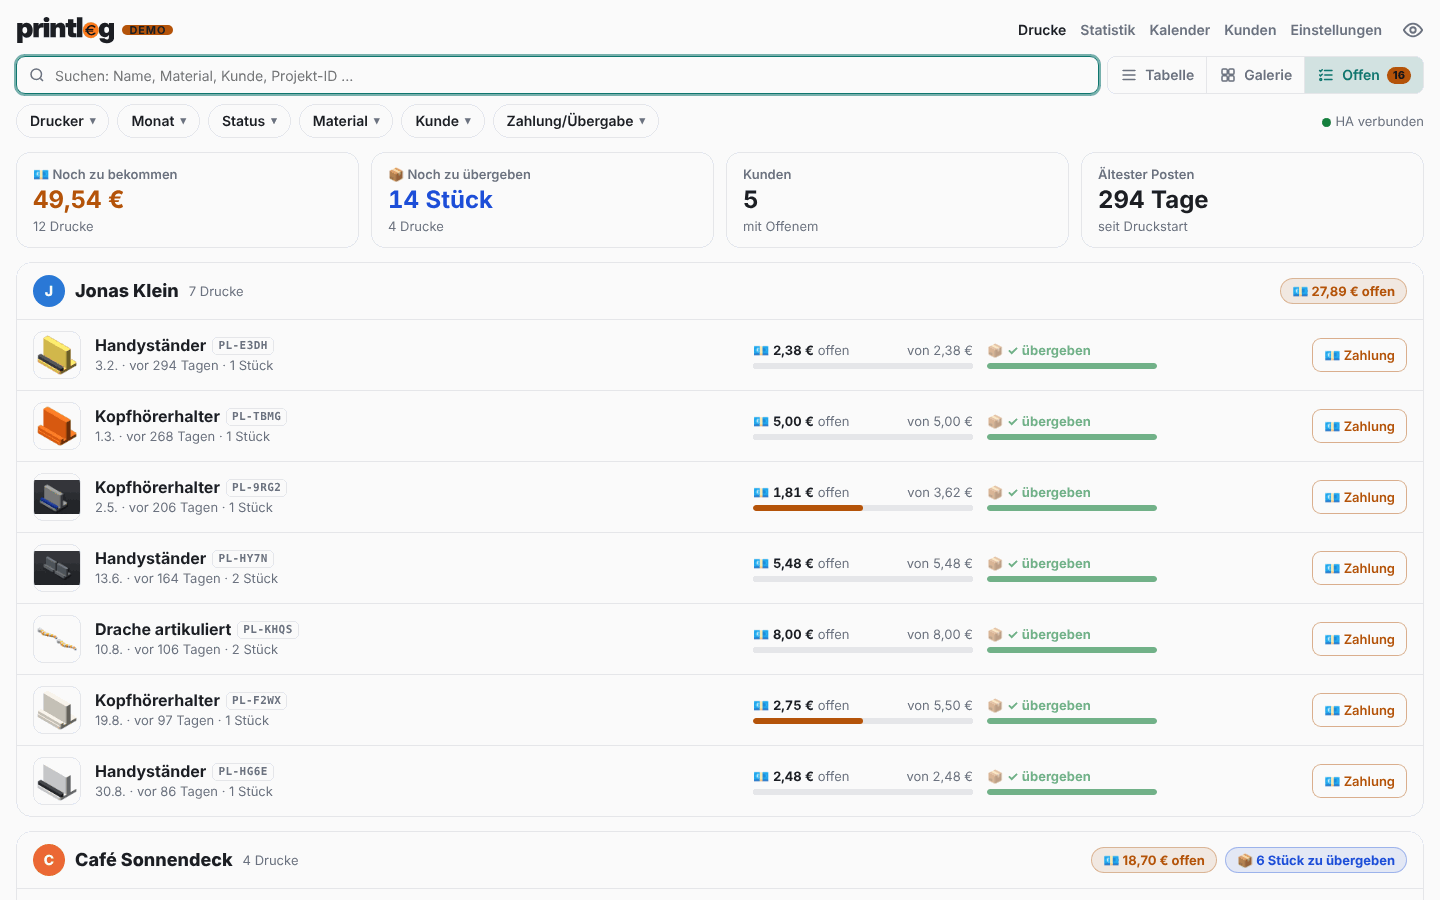 printl€g DEMO
Drucke Statistik Kalender Kunden Einstellungen
Suchen: Name, Material, Kunde, Projekt-ID ...
Tabelle Galerie Offen 16
Drucker ▾ Monat ▾ Status ▾ Material ▾ Kunde ▾ Zahlung/Übergabe ▾
HA verbunden
Noch zu bekommen
49,54 €
12 Drucke
Noch zu übergeben
14 Stück
4 Drucke
Kunden
5
mit Offenem
Ältester Posten
294 Tage
seit Druckstart
J Jonas Klein 7 Drucke 27,89 € offen
Handyständer PL-E3DH
3.2. · vor 294 Tagen · 1 Stück
2,38 € offen von 2,38 € ✓ übergeben Zahlung
Kopfhörerhalter PL-TBMG
1.3. · vor 268 Tagen · 1 Stück
5,00 € offen von 5,00 € ✓ übergeben Zahlung
Kopfhörerhalter PL-9RG2
2.5. · vor 206 Tagen · 1 Stück
1,81 € offen von 3,62 € ✓ übergeben Zahlung
Handyständer PL-HY7N
13.6. · vor 164 Tagen · 2 Stück
5,48 € offen von 5,48 € ✓ übergeben Zahlung
Drache artikuliert PL-KHQS
10.8. · vor 106 Tagen · 2 Stück
8,00 € offen von 8,00 € ✓ übergeben Zahlung
Kopfhörerhalter PL-F2WX
19.8. · vor 97 Tagen · 1 Stück
2,75 € offen von 5,50 € ✓ übergeben Zahlung
Handyständer PL-HG6E
30.8. · vor 86 Tagen · 1 Stück
2,48 € offen von 2,48 € ✓ übergeben Zahlung
C Café Sonnendeck 4 Drucke 18,70 € offen 6 Stück zu übergeben